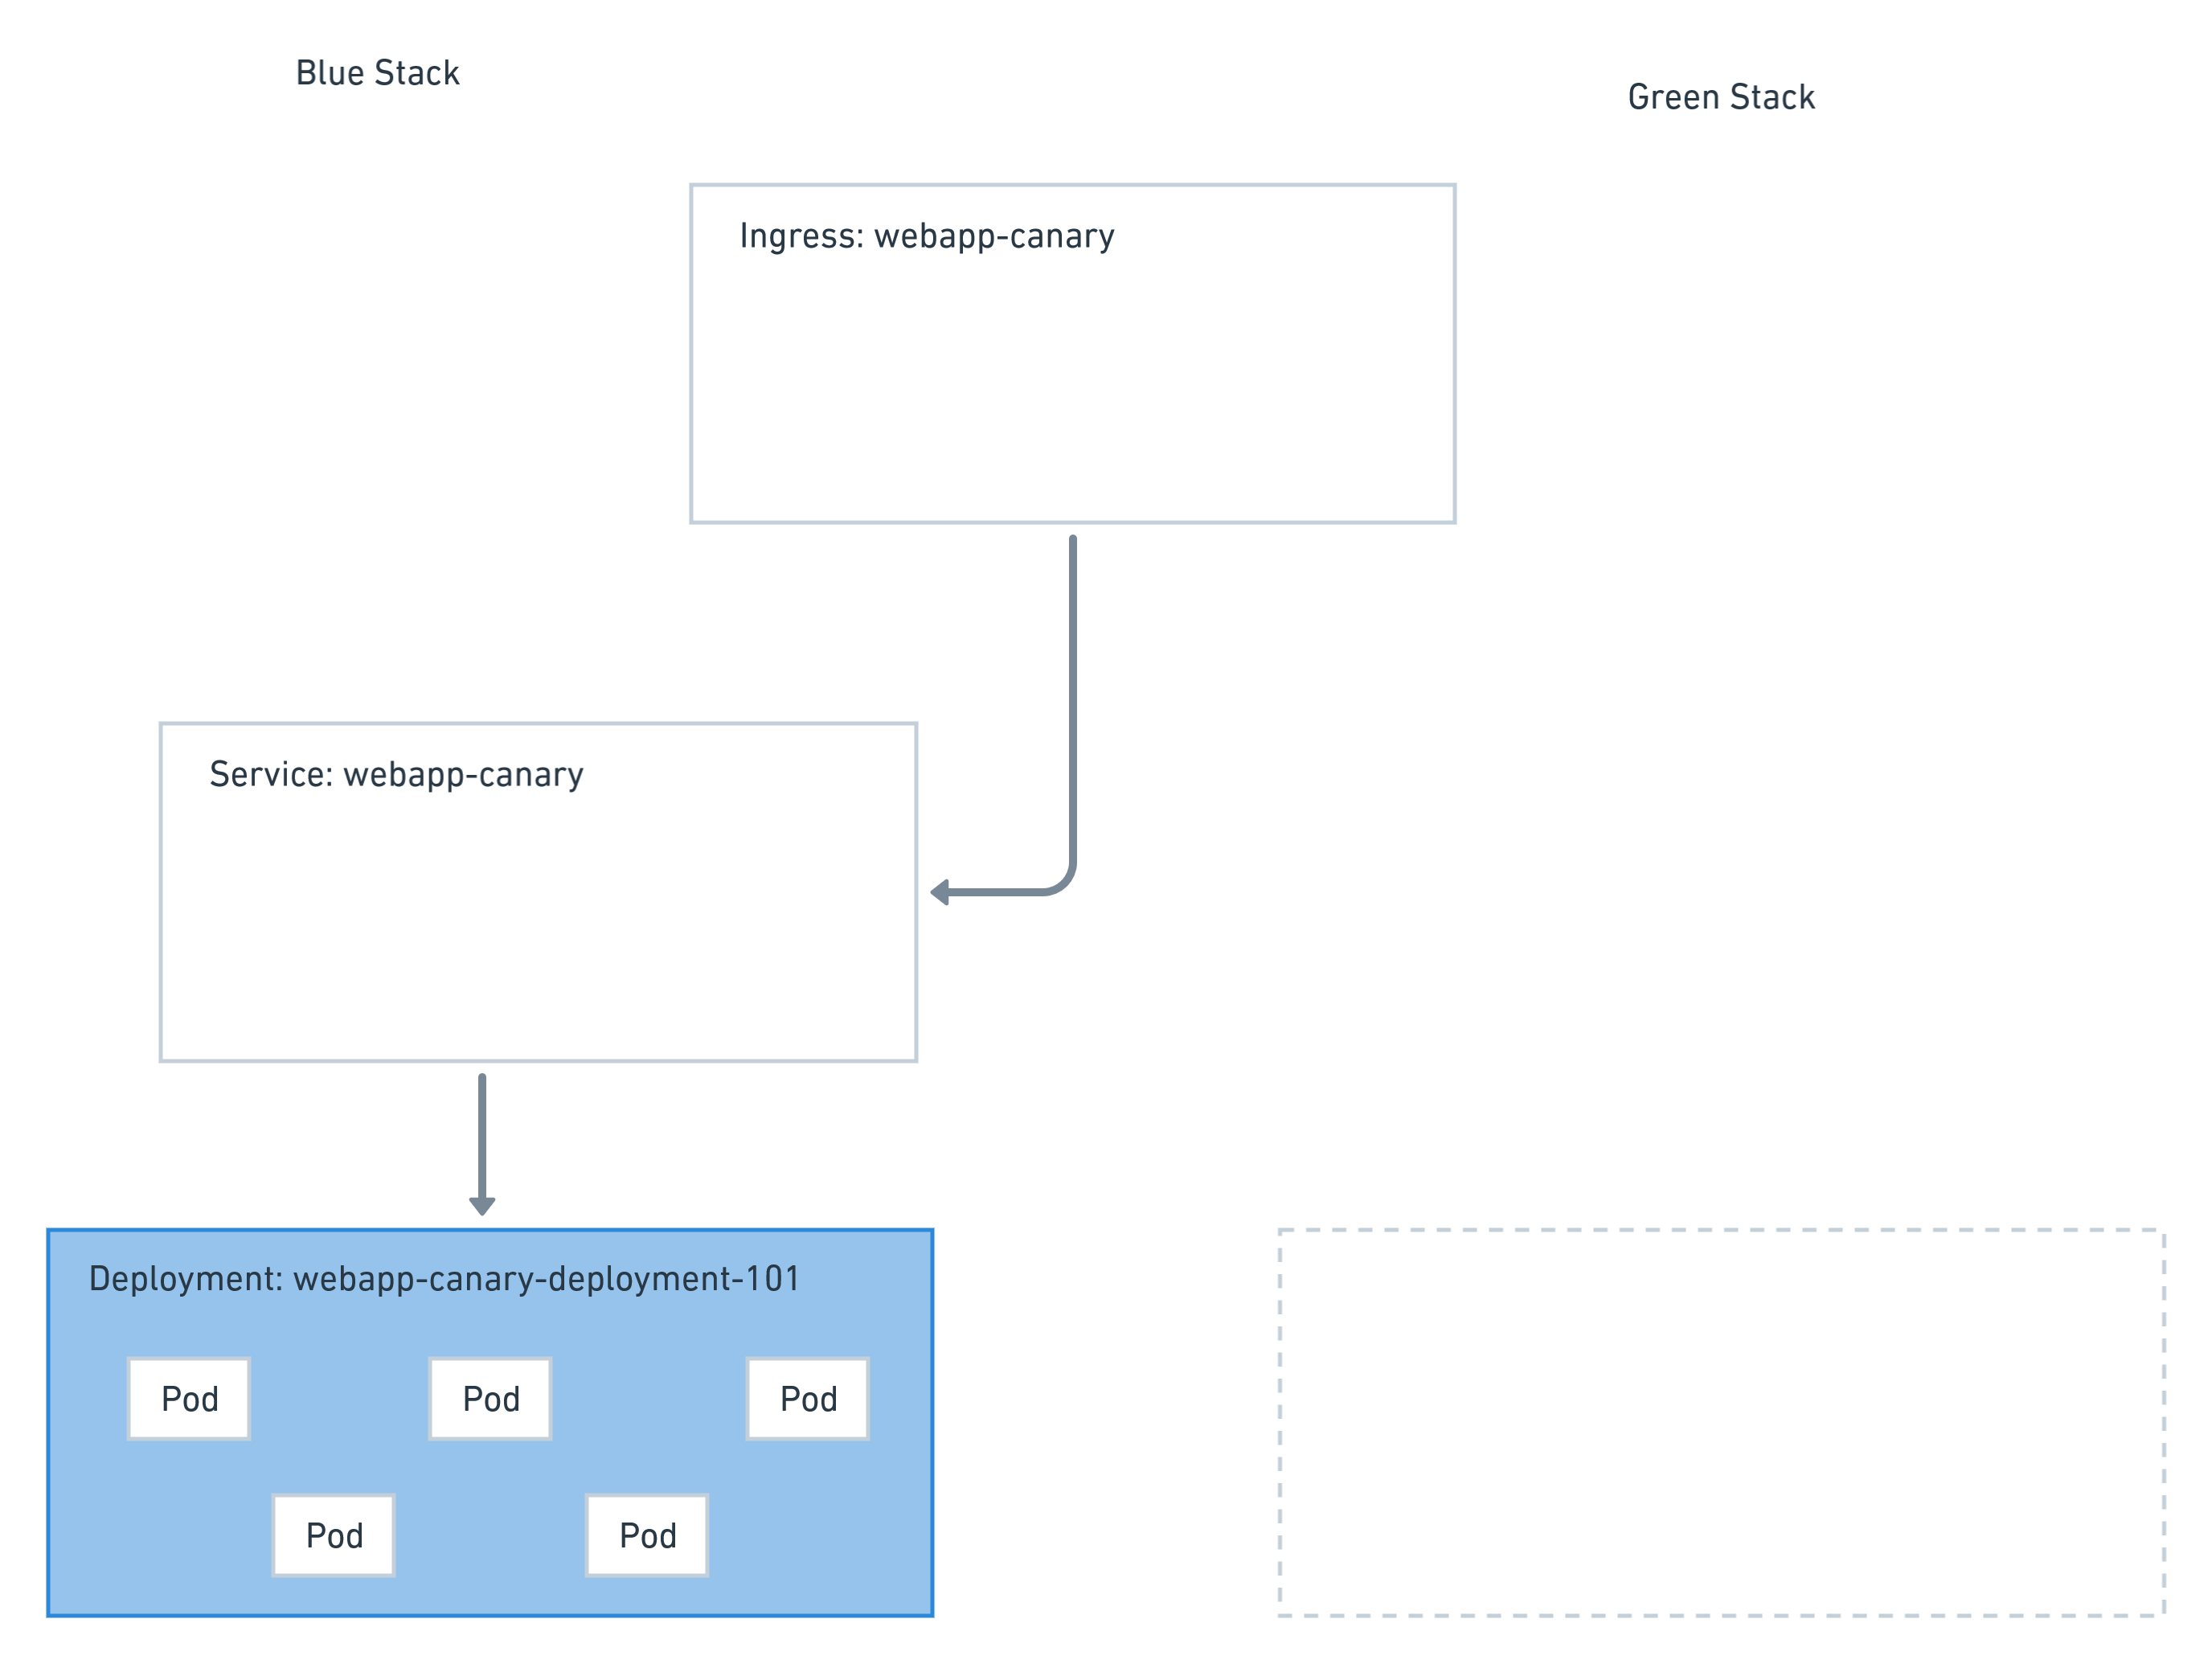 Blue Stack
Green Stack
Ingress: webapp-canary
Service: webapp-canary
Deployment: webapp-canary-deployment-101
Pod
Pod
Pod
Pod
Pod